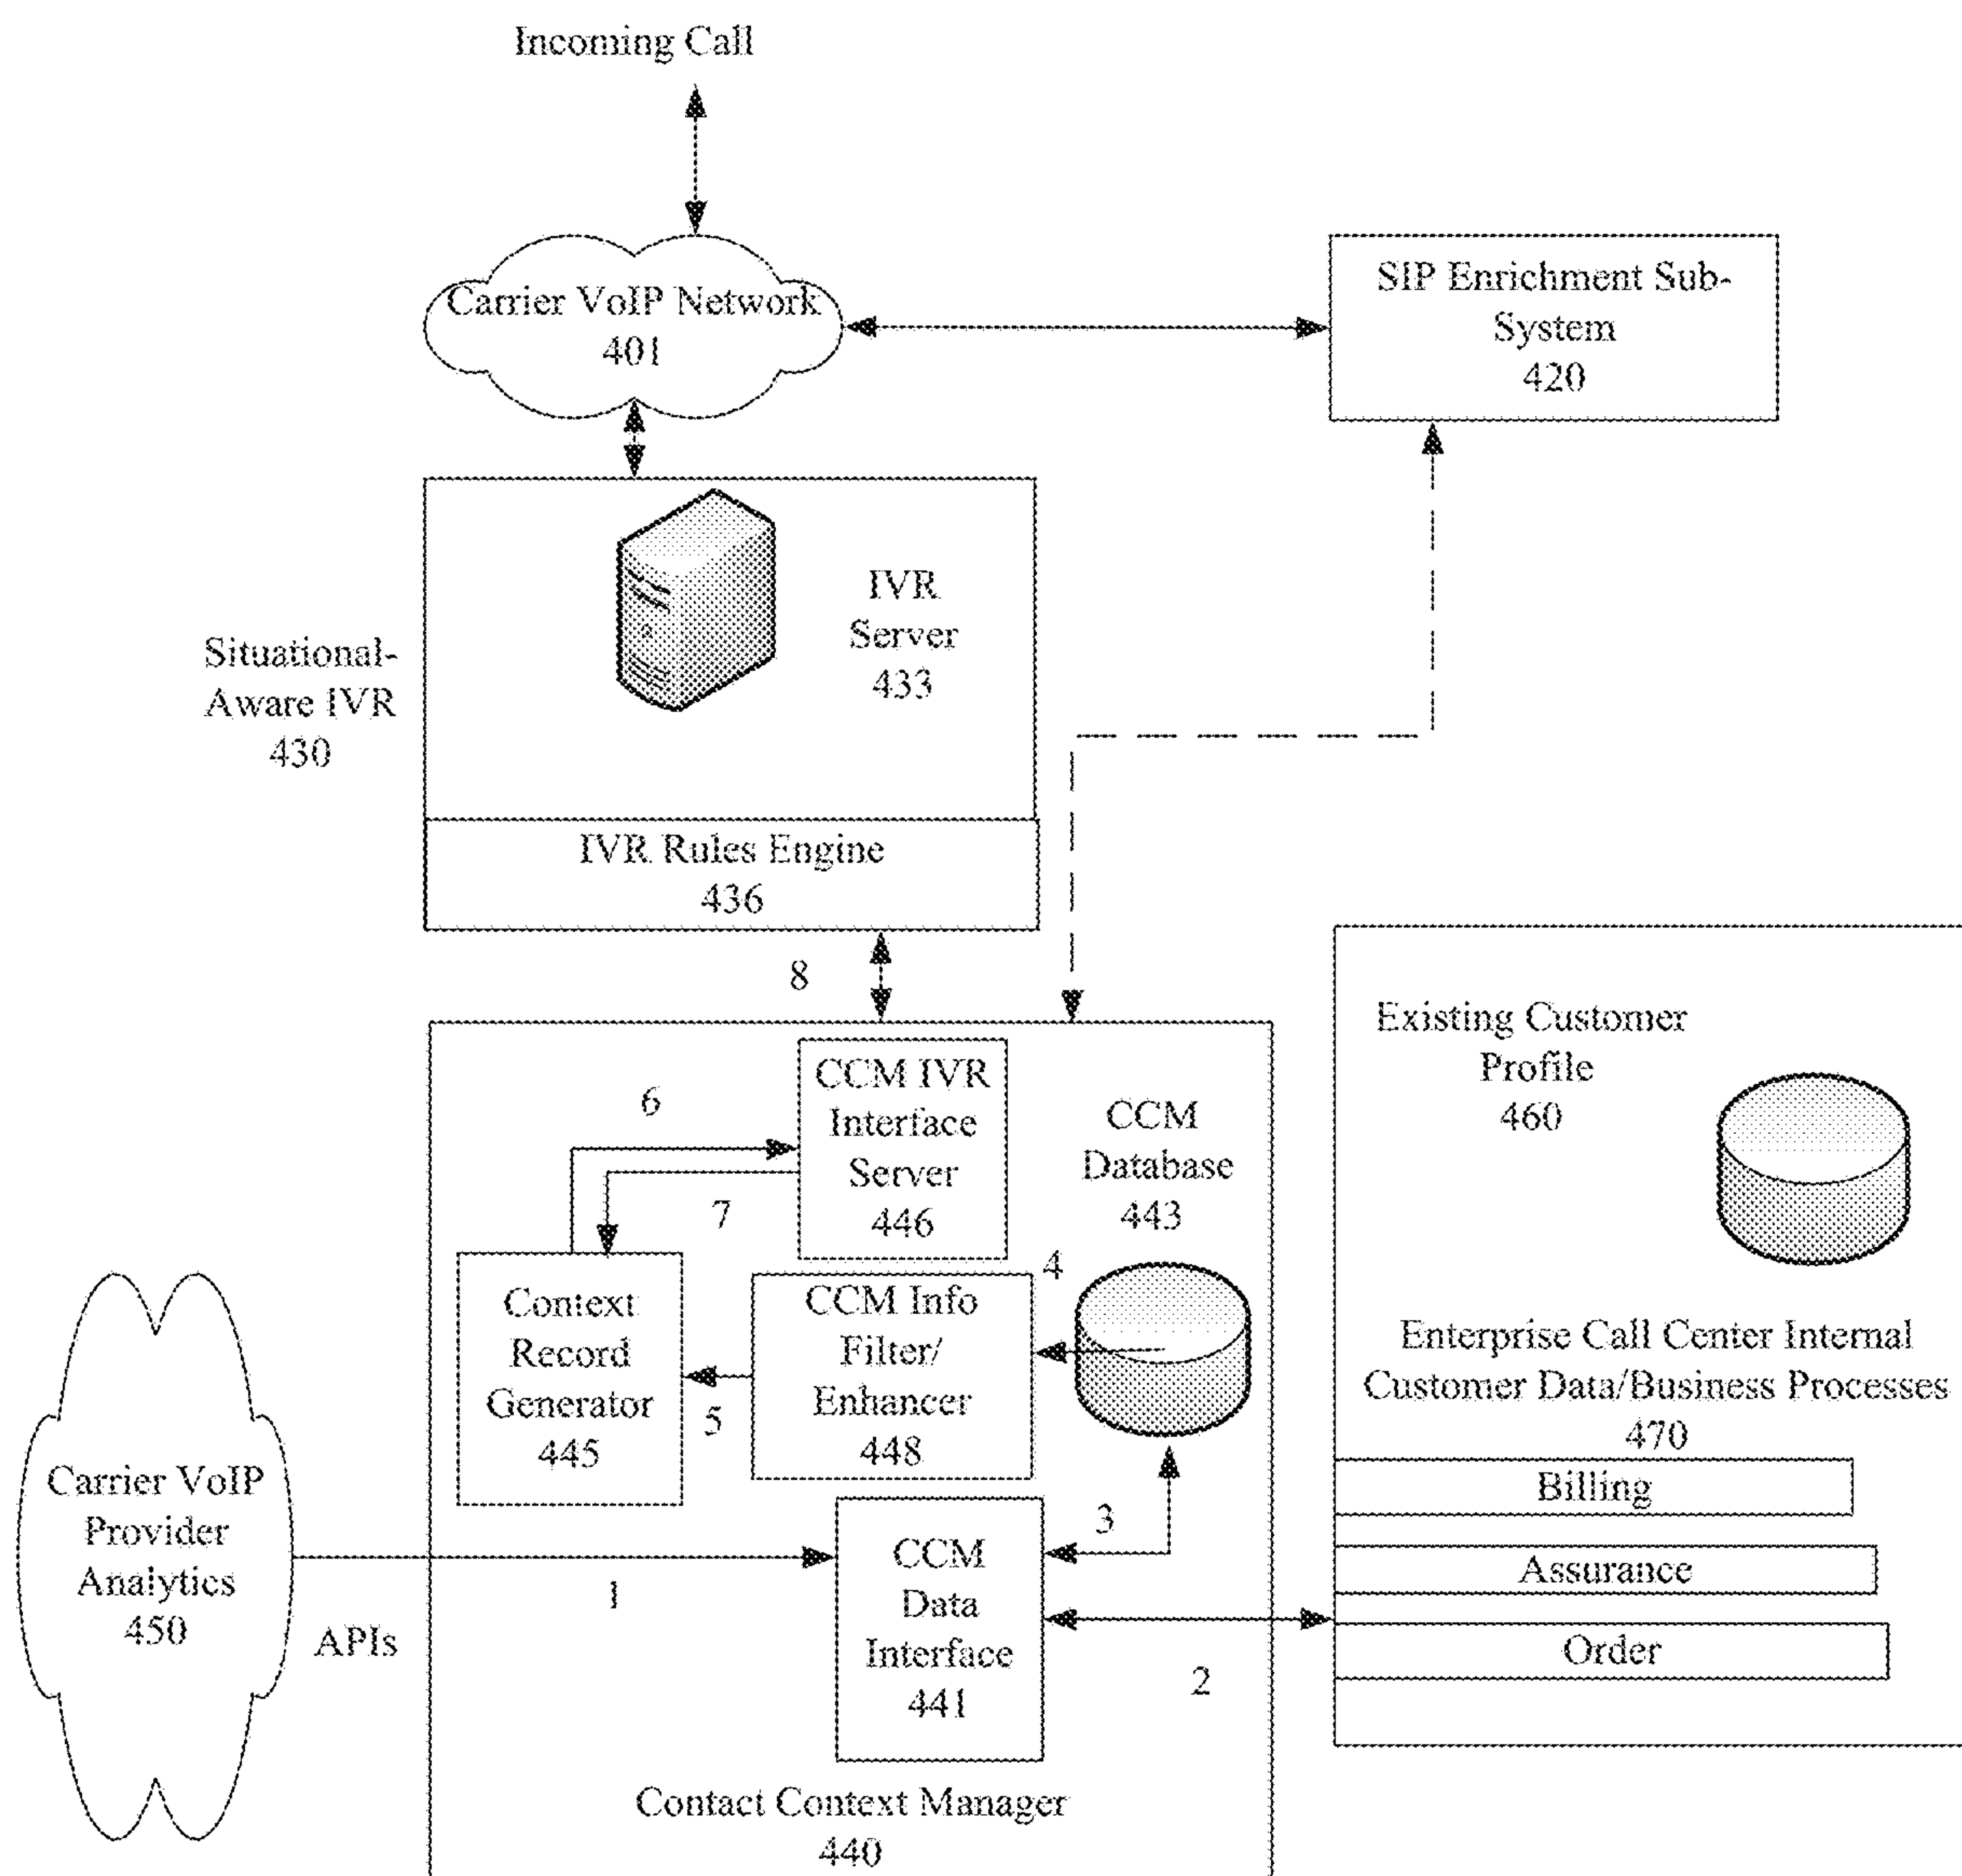 Incoming Call
Carrier VoIP Network
401
SIP Enrichment Sub-
System
420
IVR
Server
433
Situational-
Aware IVR
430
IVR Rules Engine
436
8
CCM IVR
Interface
Server
446
6
7
CCM
Database
443
4
Existing Customer
Profile
460
Context
Record
Generator
445
5
CCM Info
Filter/
Enhancer
448
Enterprise Call Center Internal
Customer Data/Business Processes
470
Billing
Assurance
Order
Carrier VoIP
Provider
Analytics
450
APIs
1
CCM
Data
Interface
441
3
2
Contact Context Manager
440